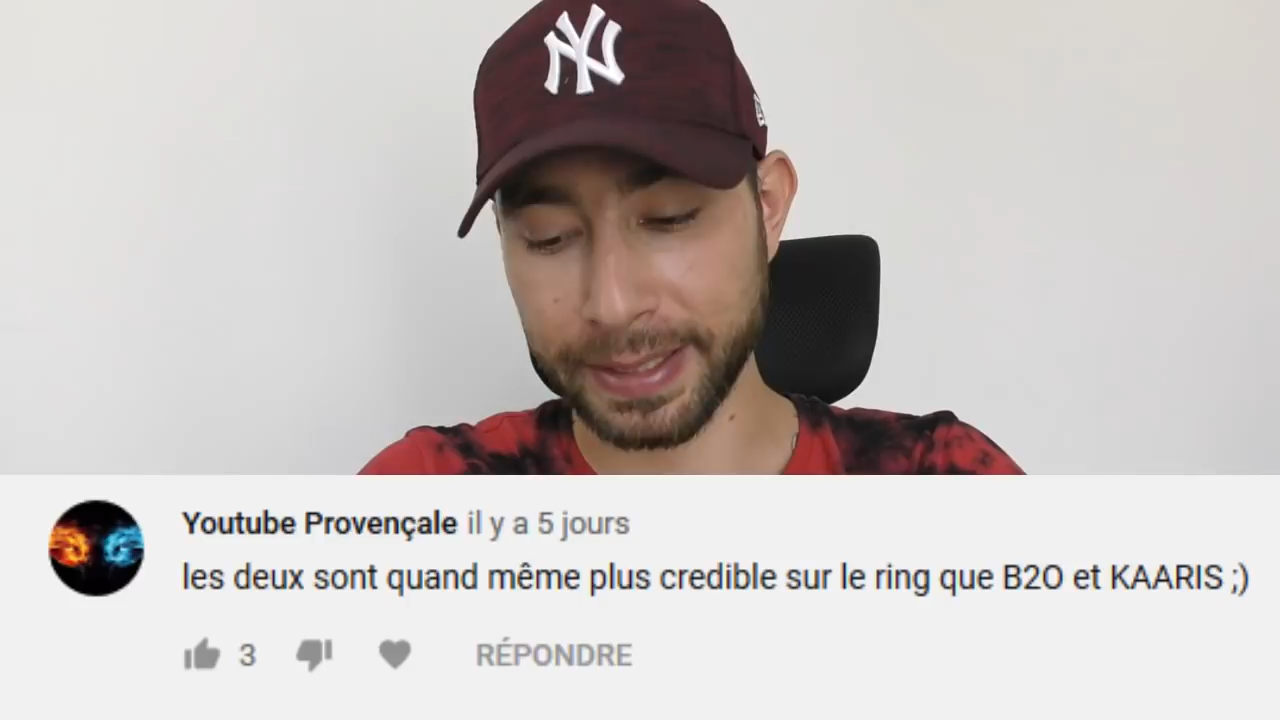 NY
Youtube Provençale il y a 5 jours
les deux sont quand même plus credible sur le ring que B2O et KAARIS ;)
3 RÉPONDRE